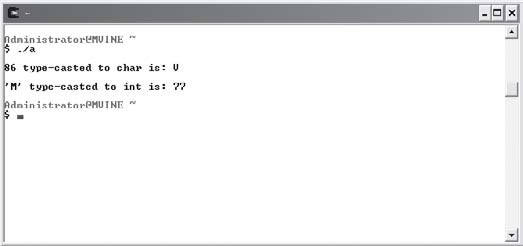 ~
Administrator@MVINE ~
$ ./a
86 type-casted to char is: V
'M' type-casted to int is: 77
Administrator@MVINE ~
$